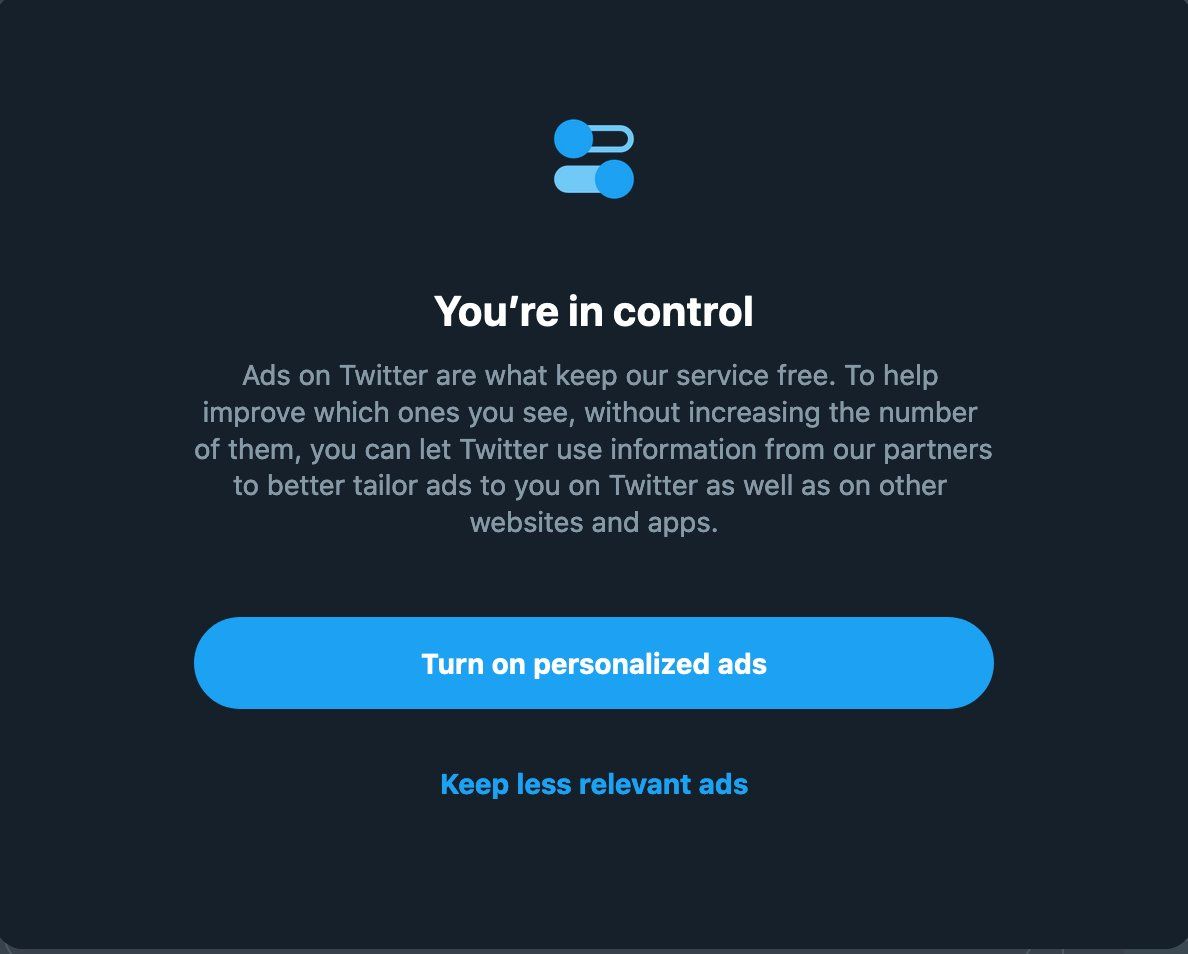 You’re in control
Ads on Twitter are what keep our service free. To help
improve which ones you see, without increasing the number
of them, you can let Twitter use information from our partners
to better tailor ads to you on Twitter as well as on other
websites and apps.
Turn on personalized ads
Keep less relevant ads